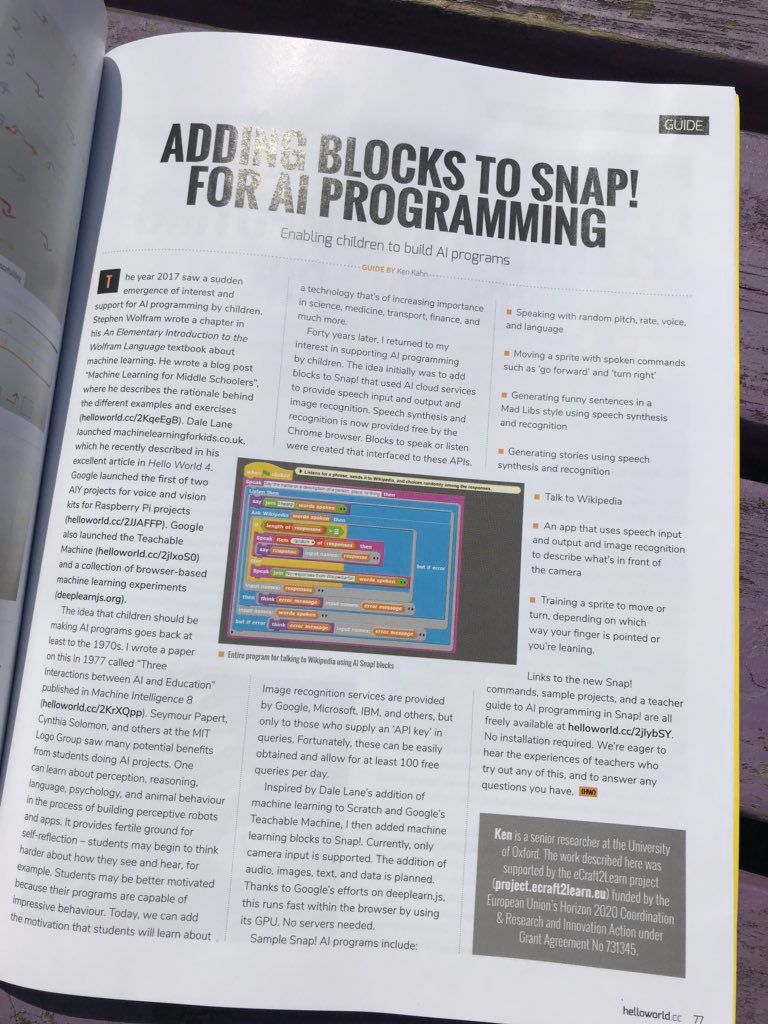 GUIDE
ADDING BLOCKS TO SNAP!
FOR AI PROGRAMMING
Enabling children to build AI programs
GUIDE BY Ken Kahn
The year 2017 saw a sudden
emergence of interest and
support for AI programming by children.
Stephen Wolfram wrote a chapter in
his An Elementary Introduction to the
Wolfram Language textbook about
machine learning. He wrote a blog post
"Machine Learning for Middle Schoolers",
where he describes the rationale behind
the different examples and exercises
(helloworld.cc/2KqeEgB). Dale Lane
launched machinelearningforkids.co.uk,
which he recently described in his
excellent article in Hello World 4.
Google launched the first of two
AIY projects for voice and vision
kits for Raspberry Pi projects
(helloworld.cc/2JJAFFP). Google
also launched the Teachable
Machine (helloworld.cc/2jIxoS0)
and a collection of browser-based
machine learning experiments
(deeplearnjs.org).
The idea that children should be
making AI programs goes back at
least to the 1970s. I wrote a paper
on this in 1977 called "Three
Interactions between AI and Education"
published in Machine Intelligence 8
(helloworld.cc/2KrXQpp). Seymour Papert,
Cynthia Solomon, and others at the MIT
Logo Group saw many potential benefits
from students doing AI projects. One
can learn about perception, reasoning,
language, psychology, and animal behaviour
in the process of building perceptive robots
and apps. It provides fertile ground for
self-reflection – students may begin to think
harder about how they see and hear, for
example. Students may be better motivated
because their programs are capable of
impressive behaviour. Today, we can add
the motivation that students will learn about
a technology that's of increasing importance
in science, medicine, transport, finance, and
much more.
Forty years later, I returned to my
interest in supporting AI programming
by children. The idea initially was to add
blocks to Snap! that used AI cloud services
to provide speech input and output and
image recognition. Speech synthesis and
recognition is now provided free by the
Chrome browser. Blocks to speak or listen
were created that interfaced to these APIs.
when clicked
Listens for a phrase, sends it to Wikipedia, and choices randomly among the responses.
Speak Say the name or a description of a person, place, or thing then
Listen then
say join I heard words spoken
Ask Wikipedia words spoken then
if length of responses >
Speak item random of responses then
say response input names: response
else
Speak join No responses from Wikipedia for words spoken
input names: responses
but if error
then think error message input names: error message
input names: words spoken
but if error think error message input names: error message
Entire program for talking to Wikipedia using AI Snap! blocks
Image recognition services are provided
by Google, Microsoft, IBM, and others, but
only to those who supply an 'API key' in
queries. Fortunately, these can be easily
obtained and allow for at least 100 free
queries per day.
Inspired by Dale Lane's addition of
machine learning to Scratch and Google's
Teachable Machine, I then added machine
learning blocks to Snap!. Currently, only
camera input is supported. The addition of
audio, images, text, and data is planned.
Thanks to Google's efforts on deeplearn.js,
this runs fast within the browser by using
its GPU. No servers needed.
Sample Snap! AI programs include:
Speaking with random pitch, rate, voice,
and language
Moving a sprite with spoken commands
such as 'go forward' and 'turn right'
Generating funny sentences in a
Mad Libs style using speech synthesis
and recognition
Generating stories using speech
synthesis and recognition
Talk to Wikipedia
An app that uses speech input
and output and image recognition
to describe what's in front of
the camera
Training a sprite to move or
turn, depending on which
way your finger is pointed or
you're leaning.
Links to the new Snap!
commands, sample projects, and a teacher
guide to AI programming in Snap! are all
freely available at helloworld.cc/2jIybSY.
No installation required. We're eager to
hear the experiences of teachers who
try out any of this, and to answer any
questions you have. (HW)
Ken is a senior researcher at the University
of Oxford. The work described here was
supported by the eCraft2Learn project
(project.ecraft2learn.eu) funded by the
European Union's Horizon 2020 Coordination
& Research and Innovation Action under
Grant Agreement No 731345.
helloworld.cc 77